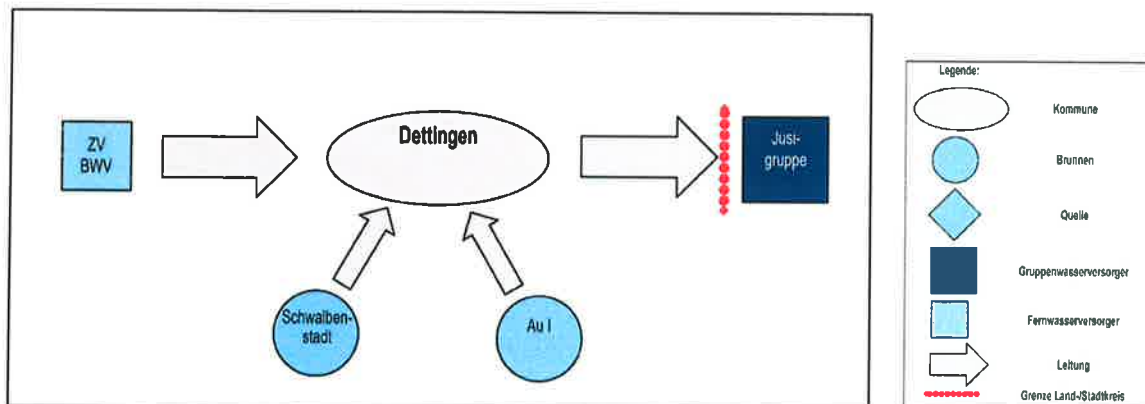 ZV
BWV
Dettingen
Jusi-
gruppe
Schwalben-
stadt
Au I
Legende:
Kommune
Brunnen
Quelle
Gruppenwasserversorger
Fernwasserversorger
Leitung
Grenze Land-/Stadtkreis